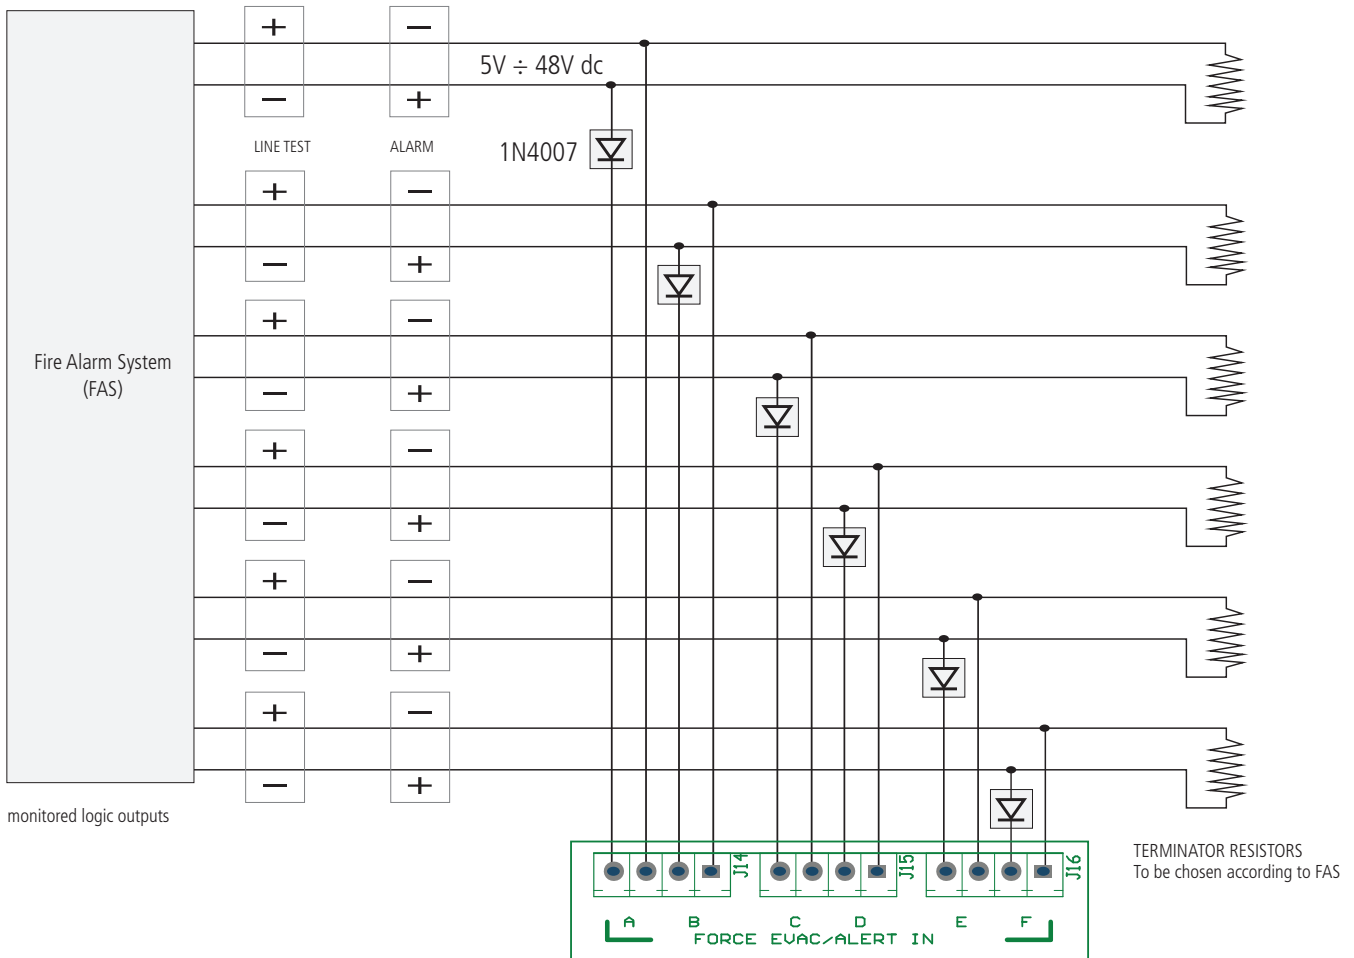 + −
5V ÷ 48V dc
− +
LINE TEST ALARM 1N4007
+ −
− +
+ −
Fire Alarm System
(FAS)
− +
+ −
− +
+ −
− +
+ −
− +
monitored logic outputs
TERMINATOR RESISTORS
To be chosen according to FAS
J14 J15 J16
A B C D E F
FORCE EVAC/ALERT IN